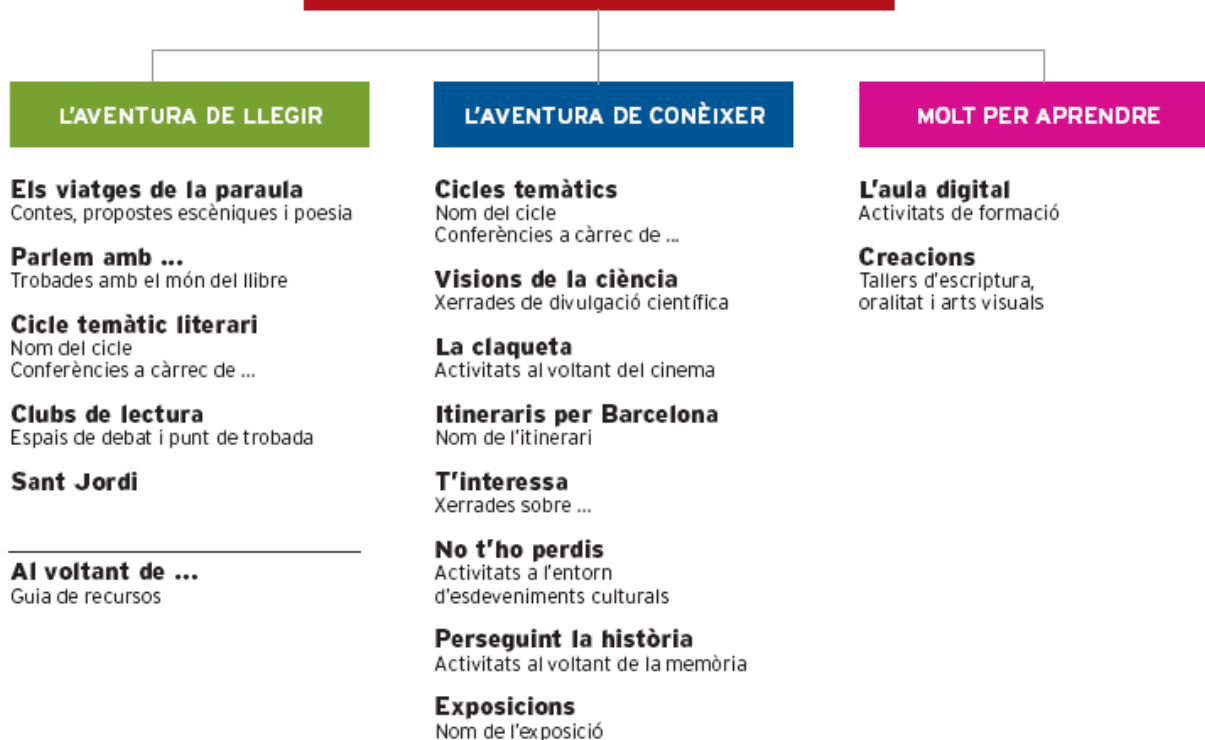 L'AVENTURA DE LLEGIR
Els viatges de la paraula
Contes, propostes escèniques i poesia
Parlem amb ...
Trobades amb el món del llibre
Cicle temàtic literari
Nom del cicle
Conferències a càrrec de ...
Clubs de lectura
Espais de debat i punt de trobada
Sant Jordi
Al voltant de ...
Guia de recursos
L'AVENTURA DE CONÈIXER
Cicles temàtics
Nom del cicle
Conferències a càrrec de ...
Visions de la ciència
Xerrades de divulgació científica
La claqueta
Activitats al voltant del cinema
Itineraris per Barcelona
Nom de l'itinerari
T'interessa
Xerrades sobre ...
No t'ho perdis
Activitats a l'entorn
d'esdeveniments culturals
Perseguint la història
Activitats al voltant de la memòria
Exposicions
Nom de l'exposició
MOLT PER APRENDRE
L'aula digital
Activitats de formació
Creacions
Tallers d'escriptura,
oralitat i arts visuals